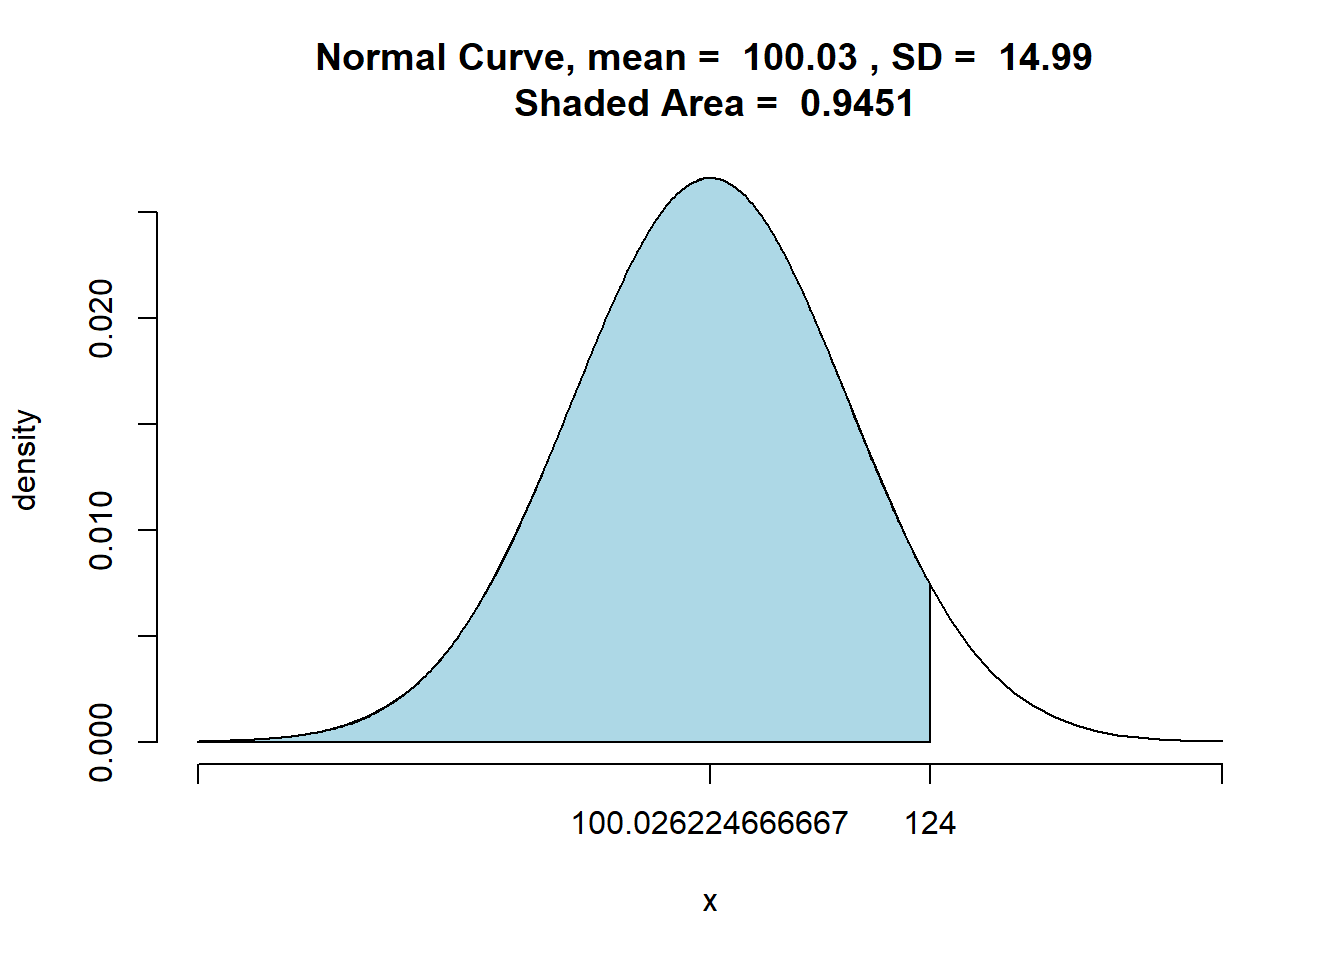 Normal Curve, mean =  100.03 , SD =  14.99
Shaded Area =  0.9451
density
0.020
0.010
0.000
100.026224666667
124
x